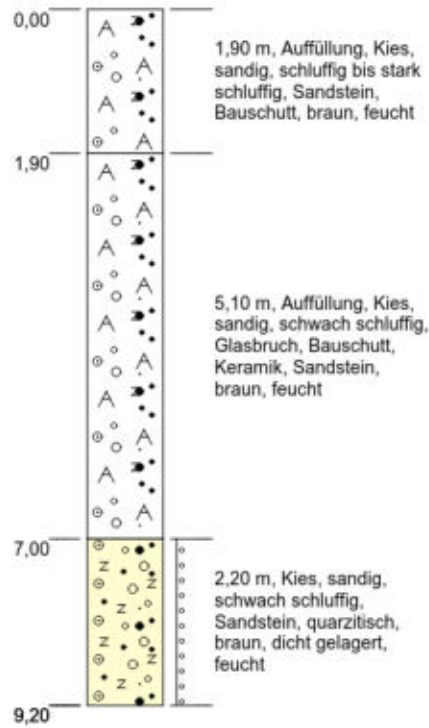 0,00
1,90 m, Auffüllung, Kies,
sandig, schluffig bis stark
schluffig, Sandstein,
Bauschutt, braun, feucht
1,90
5,10 m, Auffüllung, Kies,
sandig, schwach schluffig,
Glasbruch, Bauschutt,
Keramik, Sandstein,
braun, feucht
7,00
2,20 m, Kies, sandig,
schwach schluffig,
Sandstein, quarzitisch,
braun, dicht gelagert,
feucht
9,20